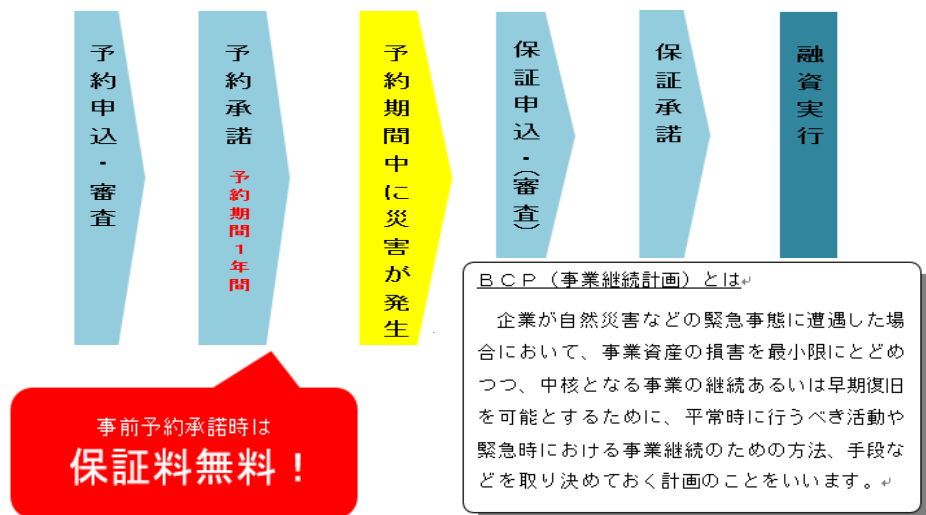 予約申込・審査
予約承諾
予約期間1年間
予約期間中に災害が発生
保証申込・(審査)
保証承諾
融資実行
事前予約承諾時は
保証料無料！
ＢＣＰ（事業継続計画）とは↵
企業が自然災害などの緊急事態に遭遇した場
合において、事業資産の損害を最小限にとどめ
つつ、中核となる事業の継続あるいは早期復旧
を可能とするために、平常時に行うべき活動や
緊急時における事業継続のための方法、手段な
どを取り決めておく計画のことをいいます。↵